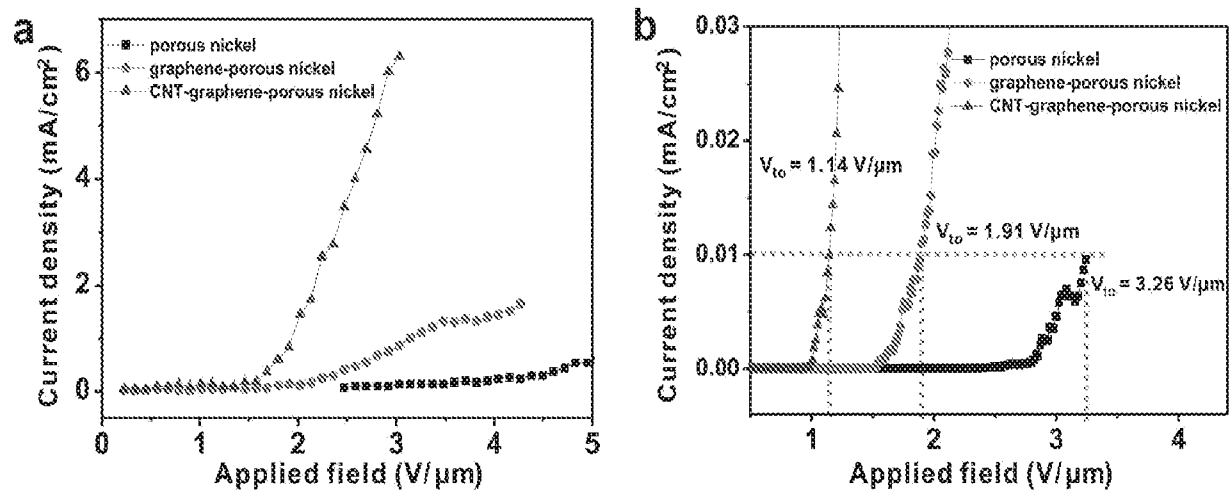 a
porous nickel
graphene-porous nickel
CNT-graphene-porous nickel
Current density (mA/cm²)
6
4
2
0
0 1 2 3 4 5
Applied field (V/µm)
b
porous nickel
graphene-porous nickel
CNT-graphene-porous nickel
Current density (mA/cm²)
0.03
0.02
0.01
0.00
V_to = 1.14 V/µm
V_to = 1.91 V/µm
V_to = 3.26 V/µm
1 2 3 4
Applied field (V/µm)